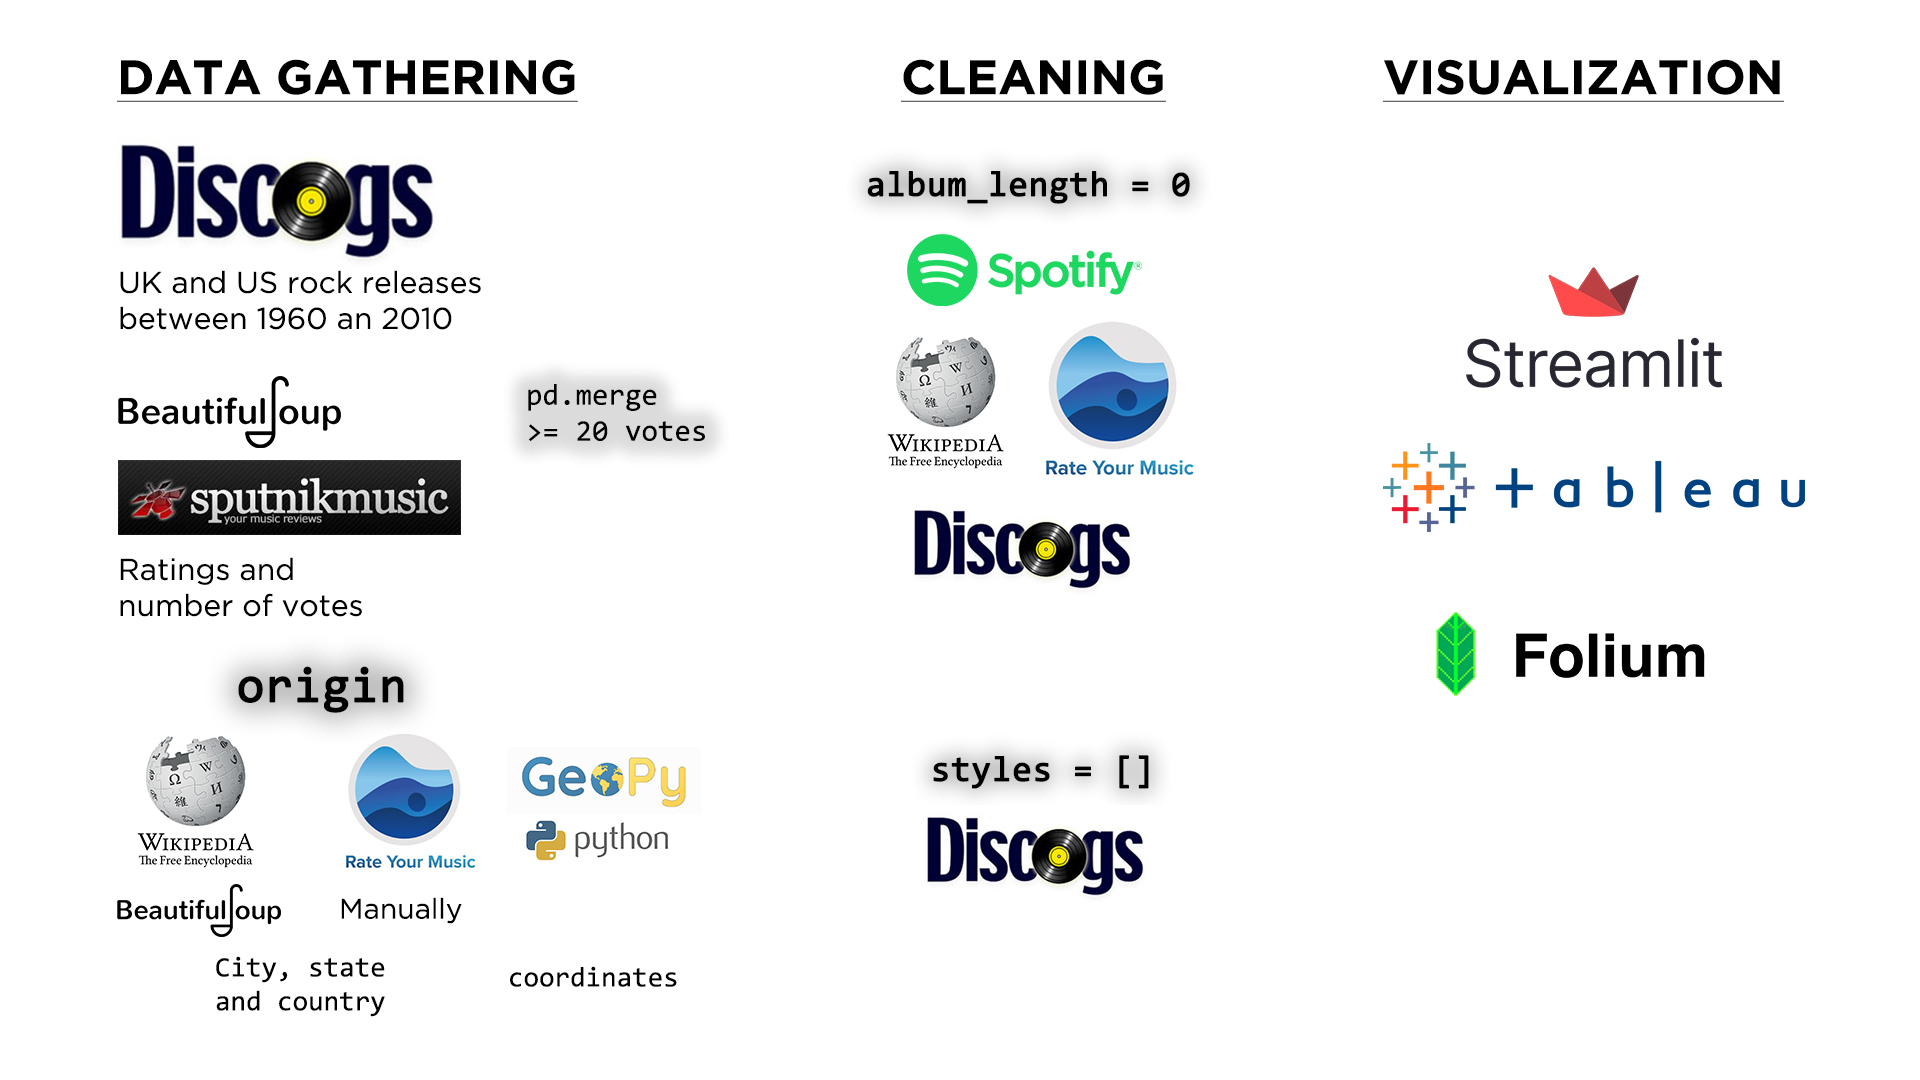 DATA GATHERING
Discogs
UK and US rock releases
between 1960 an 2010
BeautifulSoup
pd.merge
>= 20 votes
sputnikmusic
your music reviews
Ratings and
number of votes
origin
WIKIPEDIA
The Free Encyclopedia
BeautifulSoup
Rate Your Music
Manually
City, state
and country
GeoPy
python
coordinates
CLEANING
album_length = 0
Spotify®
WIKIPEDIA
The Free Encyclopedia
Rate Your Music
Discogs
styles = []
Discogs
VISUALIZATION
Streamlit
+ableau
Folium